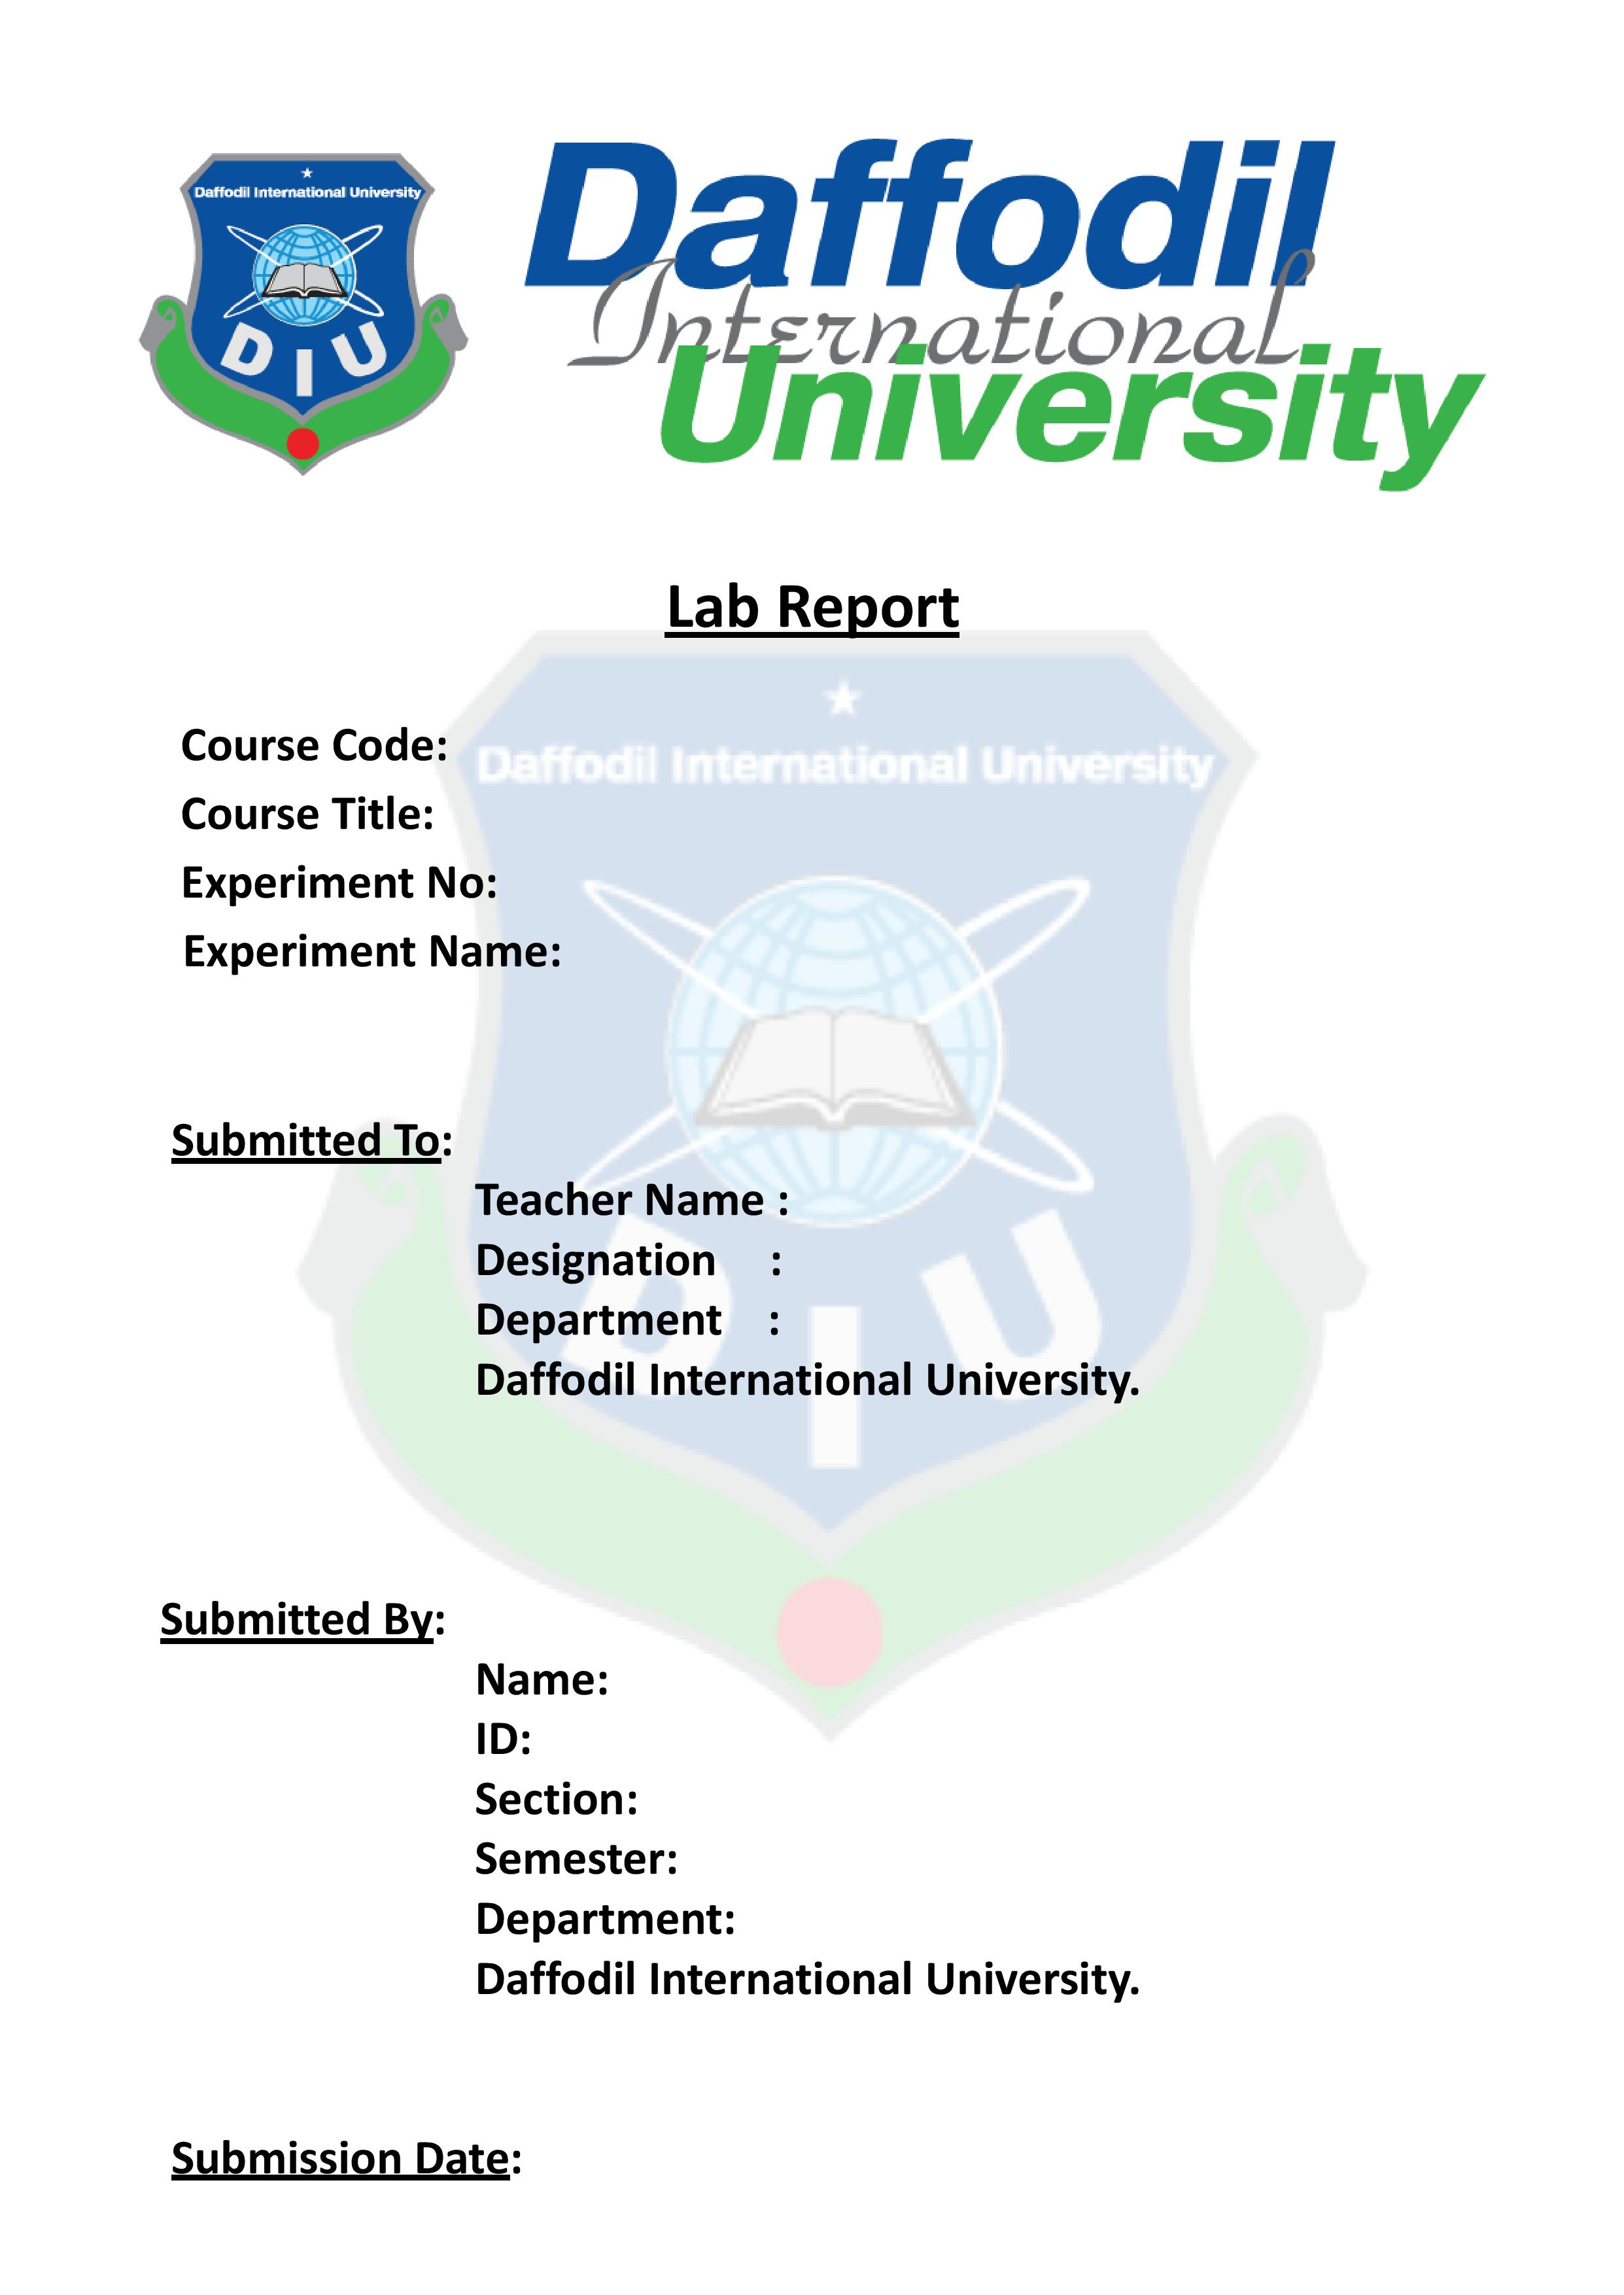 Daffodil International University
D I U
Daffodil
International
University
Lab Report
Daffodil International University
Course Code:
Course Title:
Experiment No:
Experiment Name:
Submitted To:
Teacher Name :
Designation :
Department :
Daffodil International University.
D I U
Submitted By:
Name:
ID:
Section:
Semester:
Department:
Daffodil International University.
Submission Date: